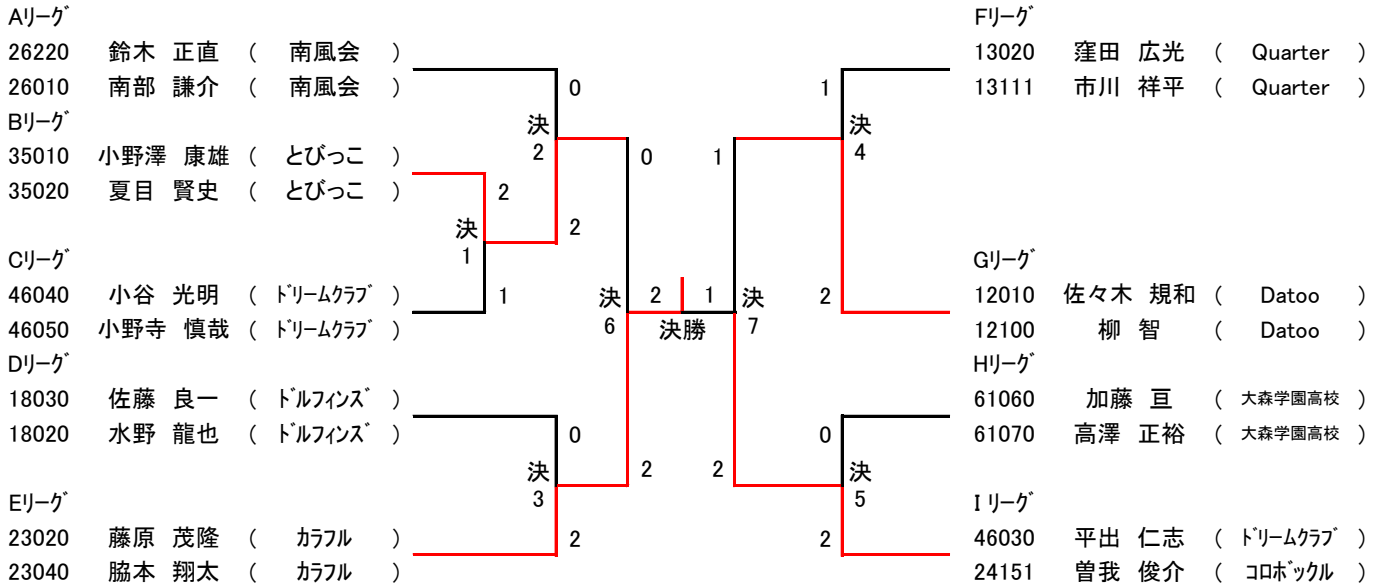 Aﾘｰｸﾞ
26220 鈴木 正直 ( 南風会 )
26010 南部 謙介 ( 南風会 )
Bﾘｰｸﾞ
35010 小野澤 康雄 ( とびっこ )
35020 夏目 賢史 ( とびっこ )
Cﾘｰｸﾞ
46040 小谷 光明 ( ﾄﾞﾘｰﾑｸﾗﾌﾞ )
46050 小野寺 慎哉 ( ﾄﾞﾘｰﾑｸﾗﾌﾞ )
Dﾘｰｸﾞ
18030 佐藤 良一 ( ﾄﾞﾙﾌｨﾝｽﾞ )
18020 水野 龍也 ( ﾄﾞﾙﾌｨﾝｽﾞ )
Eﾘｰｸﾞ
23020 藤原 茂隆 ( ｶﾗﾌﾙ )
23040 脇本 翔太 ( ｶﾗﾌﾙ )
0
決
2
2
2
決
1
1
0
決
3
2
0
決
6
2
2 1
決勝
1
決
7
2
1
決
4
2
0
決
5
2
Fﾘｰｸﾞ
13020 窪田 広光 ( Quarter )
13111 市川 祥平 ( Quarter )
Gﾘｰｸﾞ
12010 佐々木 規和 ( Datoo )
12100 柳 智 ( Datoo )
Hﾘｰｸﾞ
61060 加藤 亘 ( 大森学園高校 )
61070 高澤 正裕 ( 大森学園高校 )
I ﾘｰｸﾞ
46030 平出 仁志 ( ﾄﾞﾘｰﾑｸﾗﾌﾞ )
24151 曽我 俊介 ( ｺﾛﾎﾞｯｸﾙ )